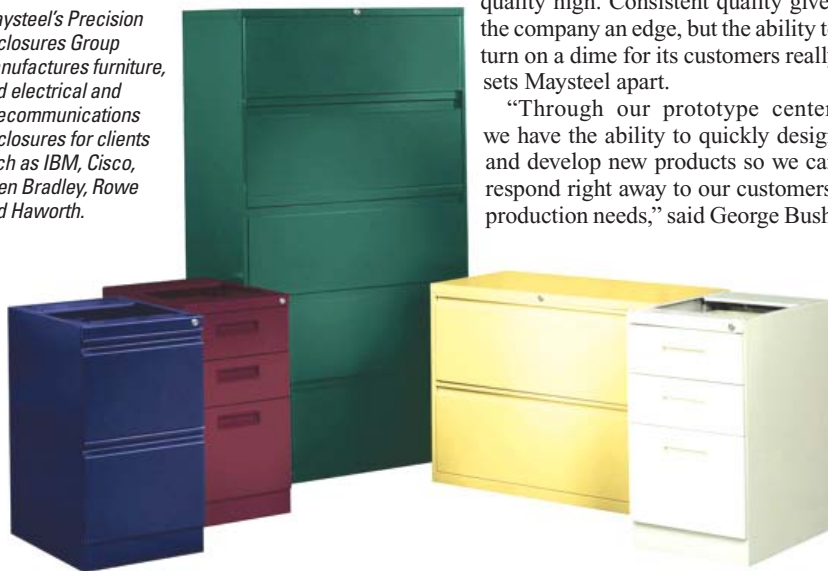 aysteel's Precision
closures Group
anufactures furniture,
d electrical and
ecommunications
closures for clients
ch as IBM, Cisco,
en Bradley, Rowe
d Haworth.
quality high. Consistent quality give
the company an edge, but the ability to
turn on a dime for its customers really
sets Maysteel apart.
“Through our prototype center
we have the ability to quickly design
and develop new products so we can
respond right away to our customers
production needs,” said George Bush